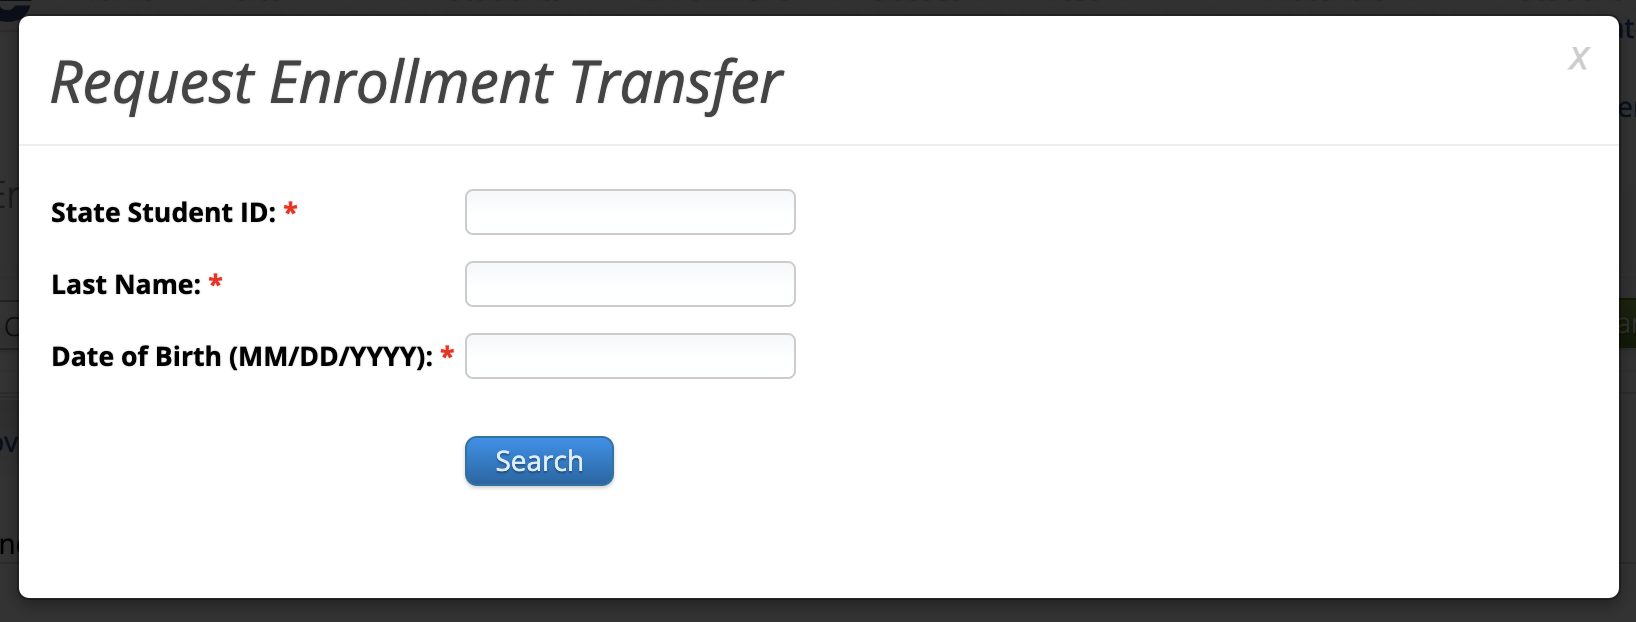 Request Enrollment Transfer
x
State Student ID: *
Last Name: *
Date of Birth (MM/DD/YYYY): *
Search